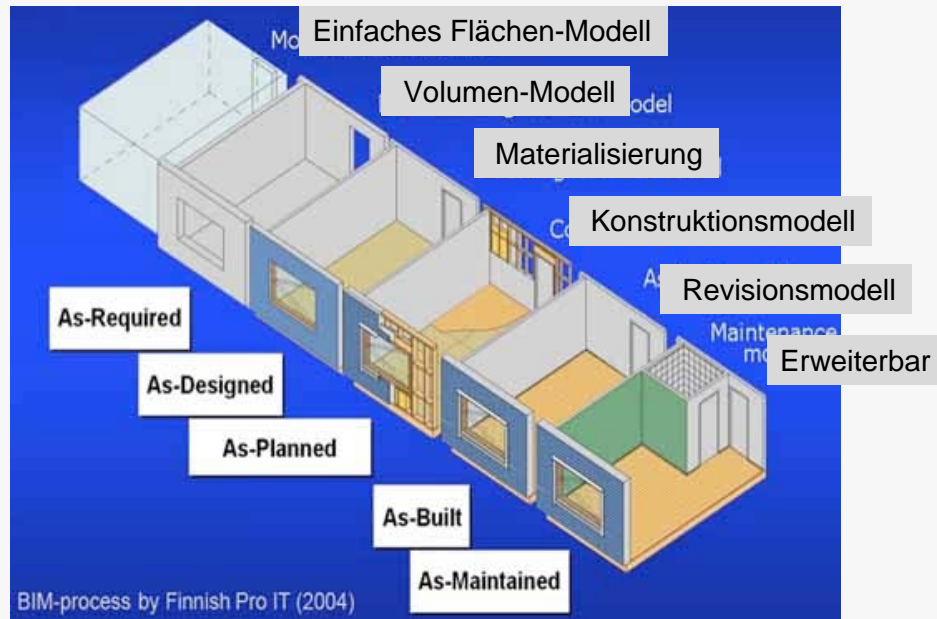 Einfaches Flächen-Modell
Volumen-Modell
Materialisierung
Konstruktionsmodell
Revisionsmodell
Maintenance
Erweiterbar
As-Required
As-Designed
As-Planned
As-Built
As-Maintained
BIM-process by Finnish Pro IT (2004)